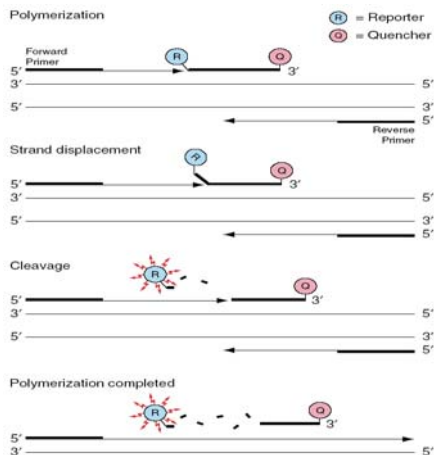 Polymerization
R = Reporter
Q = Quencher
Forward
Primer
R Q
5′ 3′
3′ 5′
5′ 3′
5′
Reverse
Primer
Strand displacement
R
Q
5′ 3′
3′ 5′
5′ 3′
5′
Cleavage
R Q
5′ 3′
3′ 5′
5′ 3′
5′
Polymerization completed
R Q
3′
5′ 3′
3′ 5′